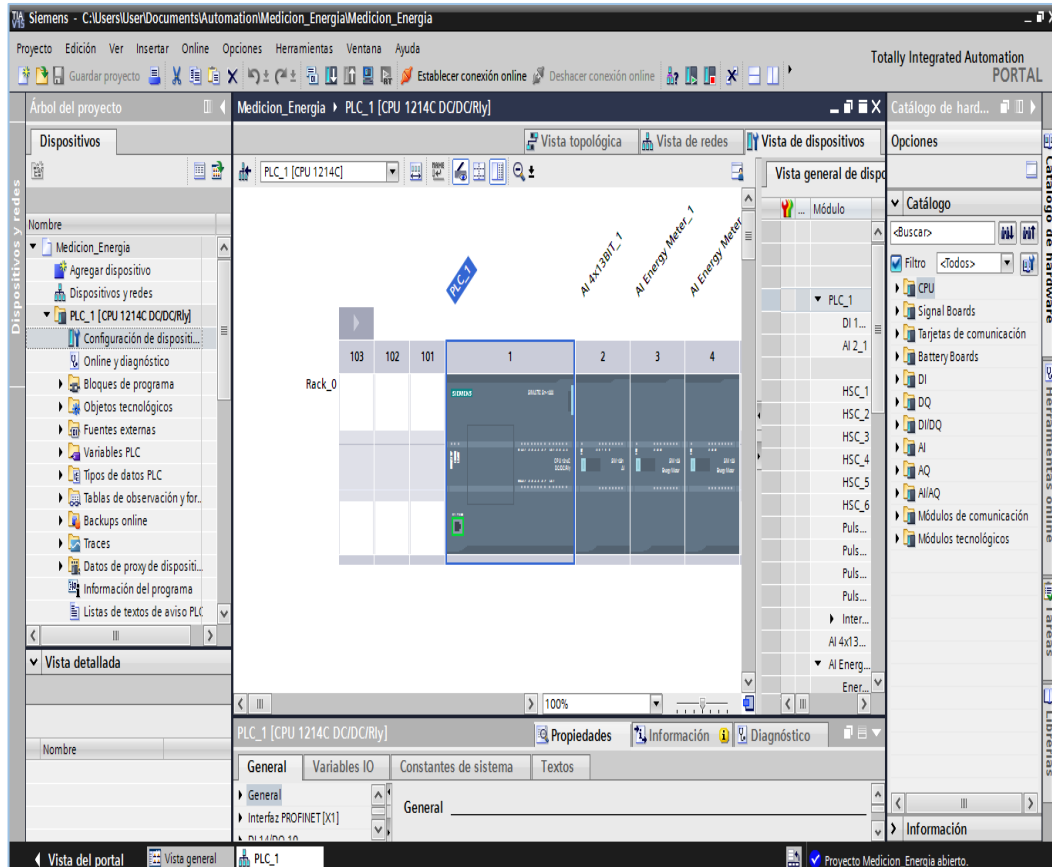 Siemens - C:\Users\User\Documents\Automation\Medicion_Energia\Medicion_Energia
Proyecto Edición Ver Insertar Online Opciones Herramientas Ventana Ayuda
Totally Integrated Automation
PORTAL
Guardar proyecto Establecer conexión online Deshacer conexión online
Árbol del proyecto
Medicion_Energia PLC_1 [CPU 1214C DC/DC/Rly]
Catálogo de hard...
Dispositivos
Vista topológica Vista de redes Vista de dispositivos
Opciones
PLC_1 [CPU 1214C]
Vista general de dispo
Dispositivos y redes
Nombre
Medicion_Energia
Agregar dispositivo
Dispositivos y redes
PLC_1 [CPU 1214C DC/DC/Rly]
Configuración de dispositi...
Online y diagnóstico
Bloques de programa
Objetos tecnológicos
Fuentes externas
Variables PLC
Tipos de datos PLC
Tablas de observación y for..
Backups online
Traces
Datos de proxy de dispositi...
Información del programa
Listas de textos de aviso PLC
Vista detallada
Nombre
PLC_1
AI 4x13BIT_1
AI Energy Meter_1
AI Energy Meter
103 102 101 1 2 3 4
Rack_0
SIEMENS
100%
... Módulo
PLC_1
DI 1...
AI 2_1
HSC_1
HSC_2
HSC_3
HSC_4
HSC_5
HSC_6
Puls...
Puls...
Puls...
Puls...
Inter...
AI 4x13...
AI Energ...
Ener...
Catálogo
<Buscar>
Filtro <Todos>
CPU
Signal Boards
Tarjetas de comunicación
Battery Boards
DI
DQ
DI/DQ
AI
AQ
AI/AQ
Módulos de comunicación
Módulos tecnológicos
Información
Catálogo de hardware
Herramientas online
Tareas
Librerías
PLC_1 [CPU 1214C DC/DC/Rly]
Propiedades Información Diagnóstico
General Variables IO Constantes de sistema Textos
General
Interfaz PROFINET [X1]
DI 14/DQ 10
General
Vista del portal Vista general PLC_1
Proyecto Medicion_Energia abierto.